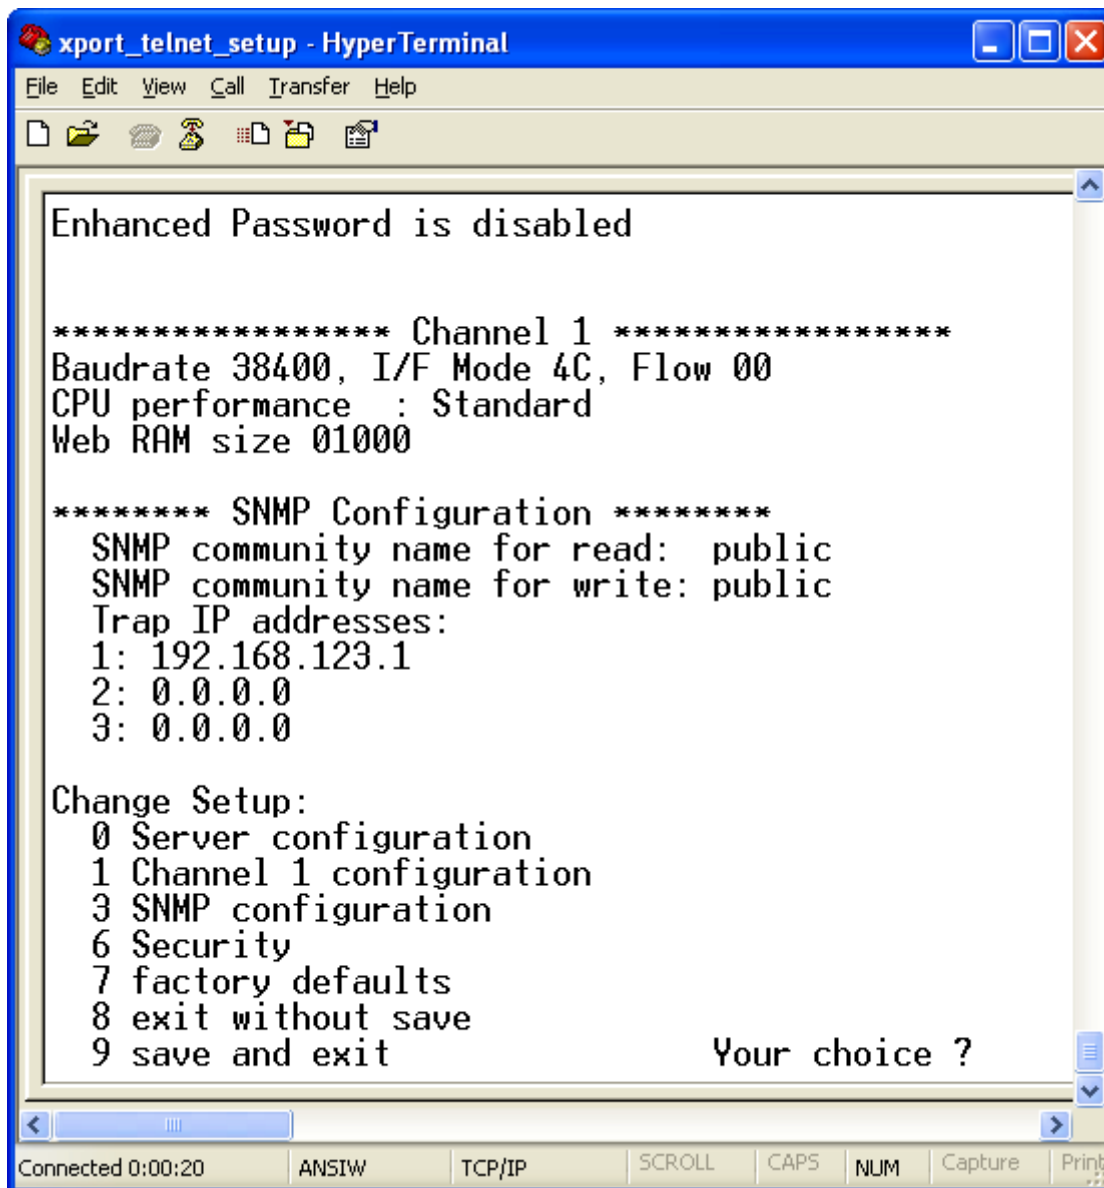 xport_telnet_setup - HyperTerminal
File Edit View Call Transfer Help
Enhanced Password is disabled
***************** Channel 1 *****************
Baudrate 38400, I/F Mode 4C, Flow 00
CPU performance  : Standard
Web RAM size 01000
******** SNMP Configuration ********
SNMP community name for read:  public
SNMP community name for write: public
Trap IP addresses:
1: 192.168.123.1
2: 0.0.0.0
3: 0.0.0.0
Change Setup:
0 Server configuration
1 Channel 1 configuration
3 SNMP configuration
6 Security
7 factory defaults
8 exit without save
9 save and exit                Your choice ?
Connected 0:00:20 ANSIW TCP/IP SCROLL CAPS NUM Capture Print